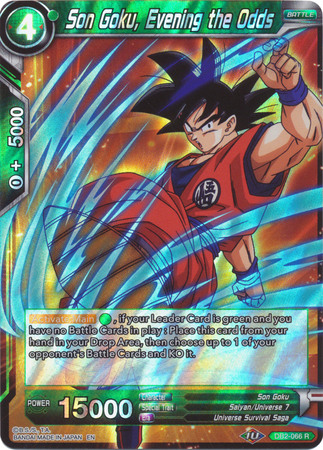 4
Son Goku, Evening the Odds
BATTLE
0 + 5000
悟
Activate Main , if your Leader Card is green and you
have no Battle Cards in play : Place this card from your
hand in your Drop Area, then choose up to 1 of your
opponent's Battle Cards and KO it.
POWER 15000
Character Son Goku
Special Trait Saiyan/Universe 7
Era Universe Survival Saga
©B.S./S. T.A.
BANDAI MADE IN JAPAN EN
DB2-066 R